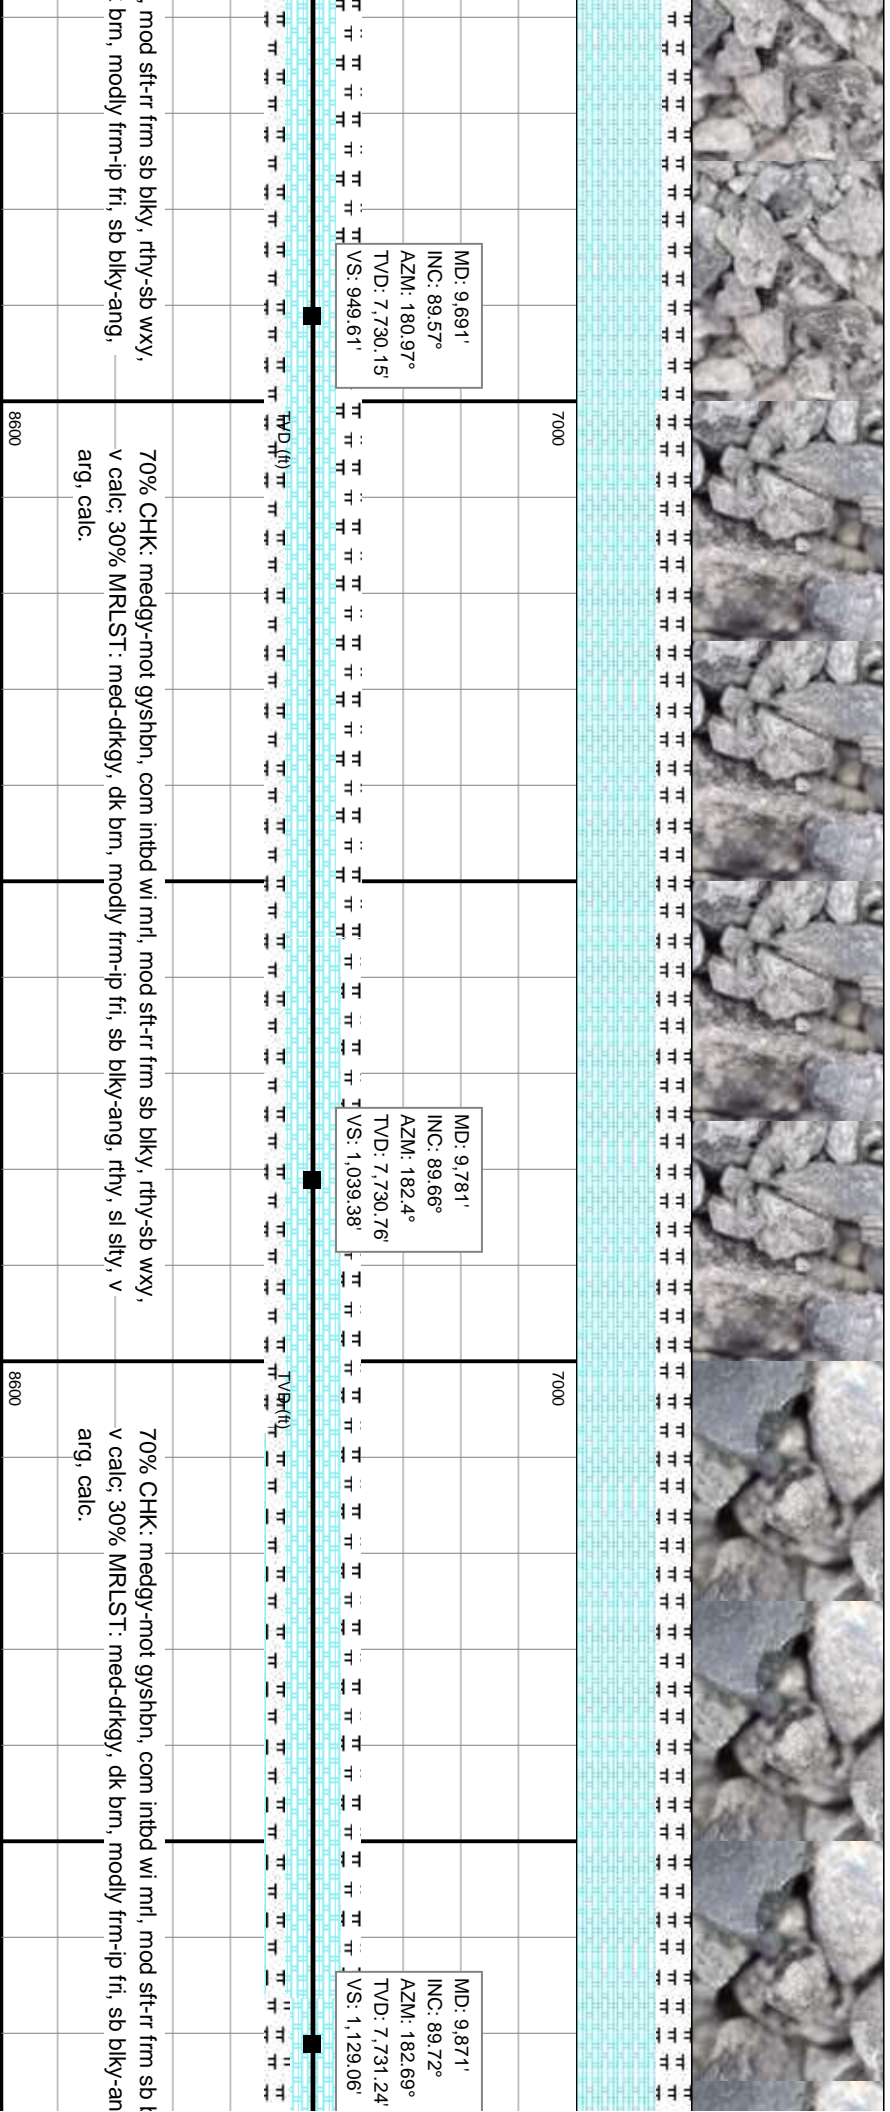 , mod sft-rr frm sb blky, rthy-sb wxy,
brn, modly frm-ip fri, sb blky-ang,
MD: 9,691'
INC: 89.57°
AZM: 180.97°
TVD: 7,730.15'
VS: 949.61'
7000
TVD (ft)
8600
70% CHK: medgy-mot gyshbn, com intbd wi mrl, mod sft-rr frm sb blky, rthy-sb wxy,
v calc; 30% MRLST: med-drkgy, dk brn, modly frm-ip fri, sb blky-ang, rthy, sl slty, v
arg, calc.
MD: 9,781'
INC: 89.66°
AZM: 182.4°
TVD: 7,730.76'
VS: 1,039.38'
7000
TVD (ft)
8600
70% CHK: medgy-mot gyshbn, com intbd wi mrl, mod sft-rr frm sb
v calc; 30% MRLST: med-drkgy, dk brn, modly frm-ip fri, sb blky-an
arg, calc.
MD: 9,871'
INC: 89.72°
AZM: 182.69°
TVD: 7,731.24'
VS: 1,129.06'